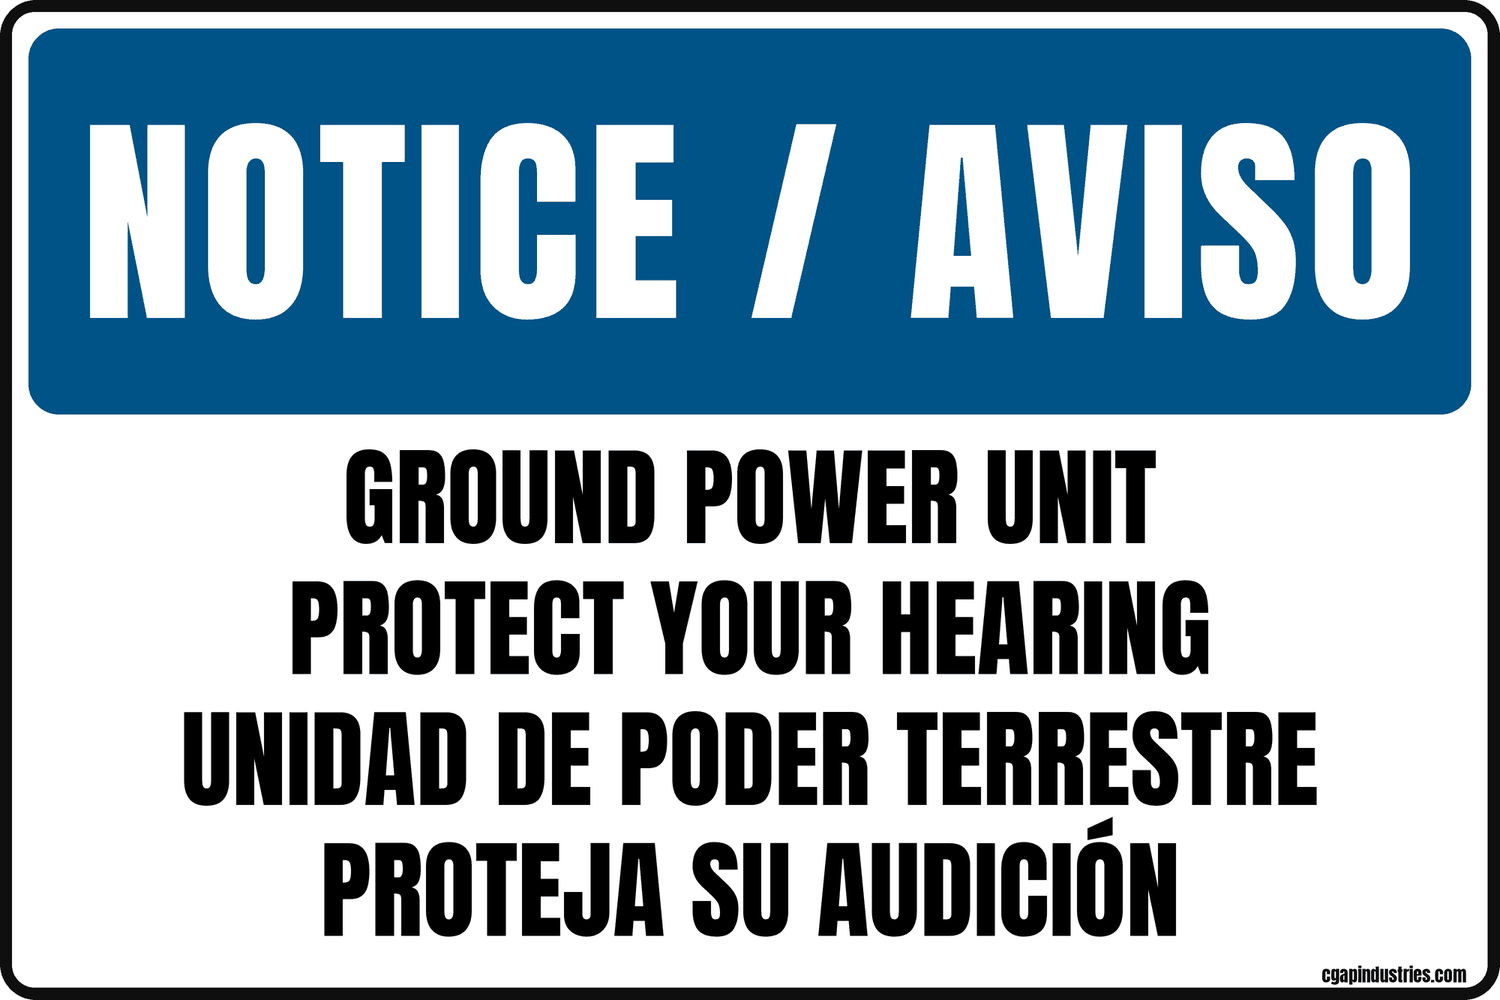 NOTICE / AVISO
GROUND POWER UNIT
PROTECT YOUR HEARING
UNIDAD DE PODER TERRESTRE
PROTEJA SU AUDICIÓN
cgapindustries.com